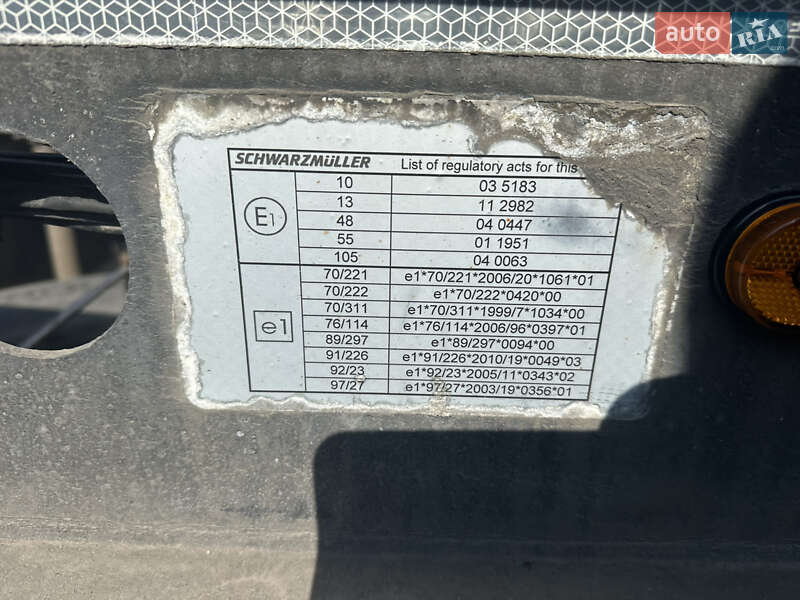 auto RIA
.com
SCHWARZMÜLLER List of regulatory acts for this
E1
10 03 5183
13 11 2982
48 04 0447
55 01 1951
105 04 0063
e1
70/221 e1*70/221*2006/20*1061*01
70/222 e1*70/222*0420*00
70/311 e1*70/311*1999/7*1034*00
76/114 e1*76/114*2006/96*0397*01
89/297 e1*89/297*0094*00
91/226 e1*91/226*2010/19*0049*03
92/23 e1*92/23*2005/11*0343*02
97/27 e1*97/27*2003/19*0356*01